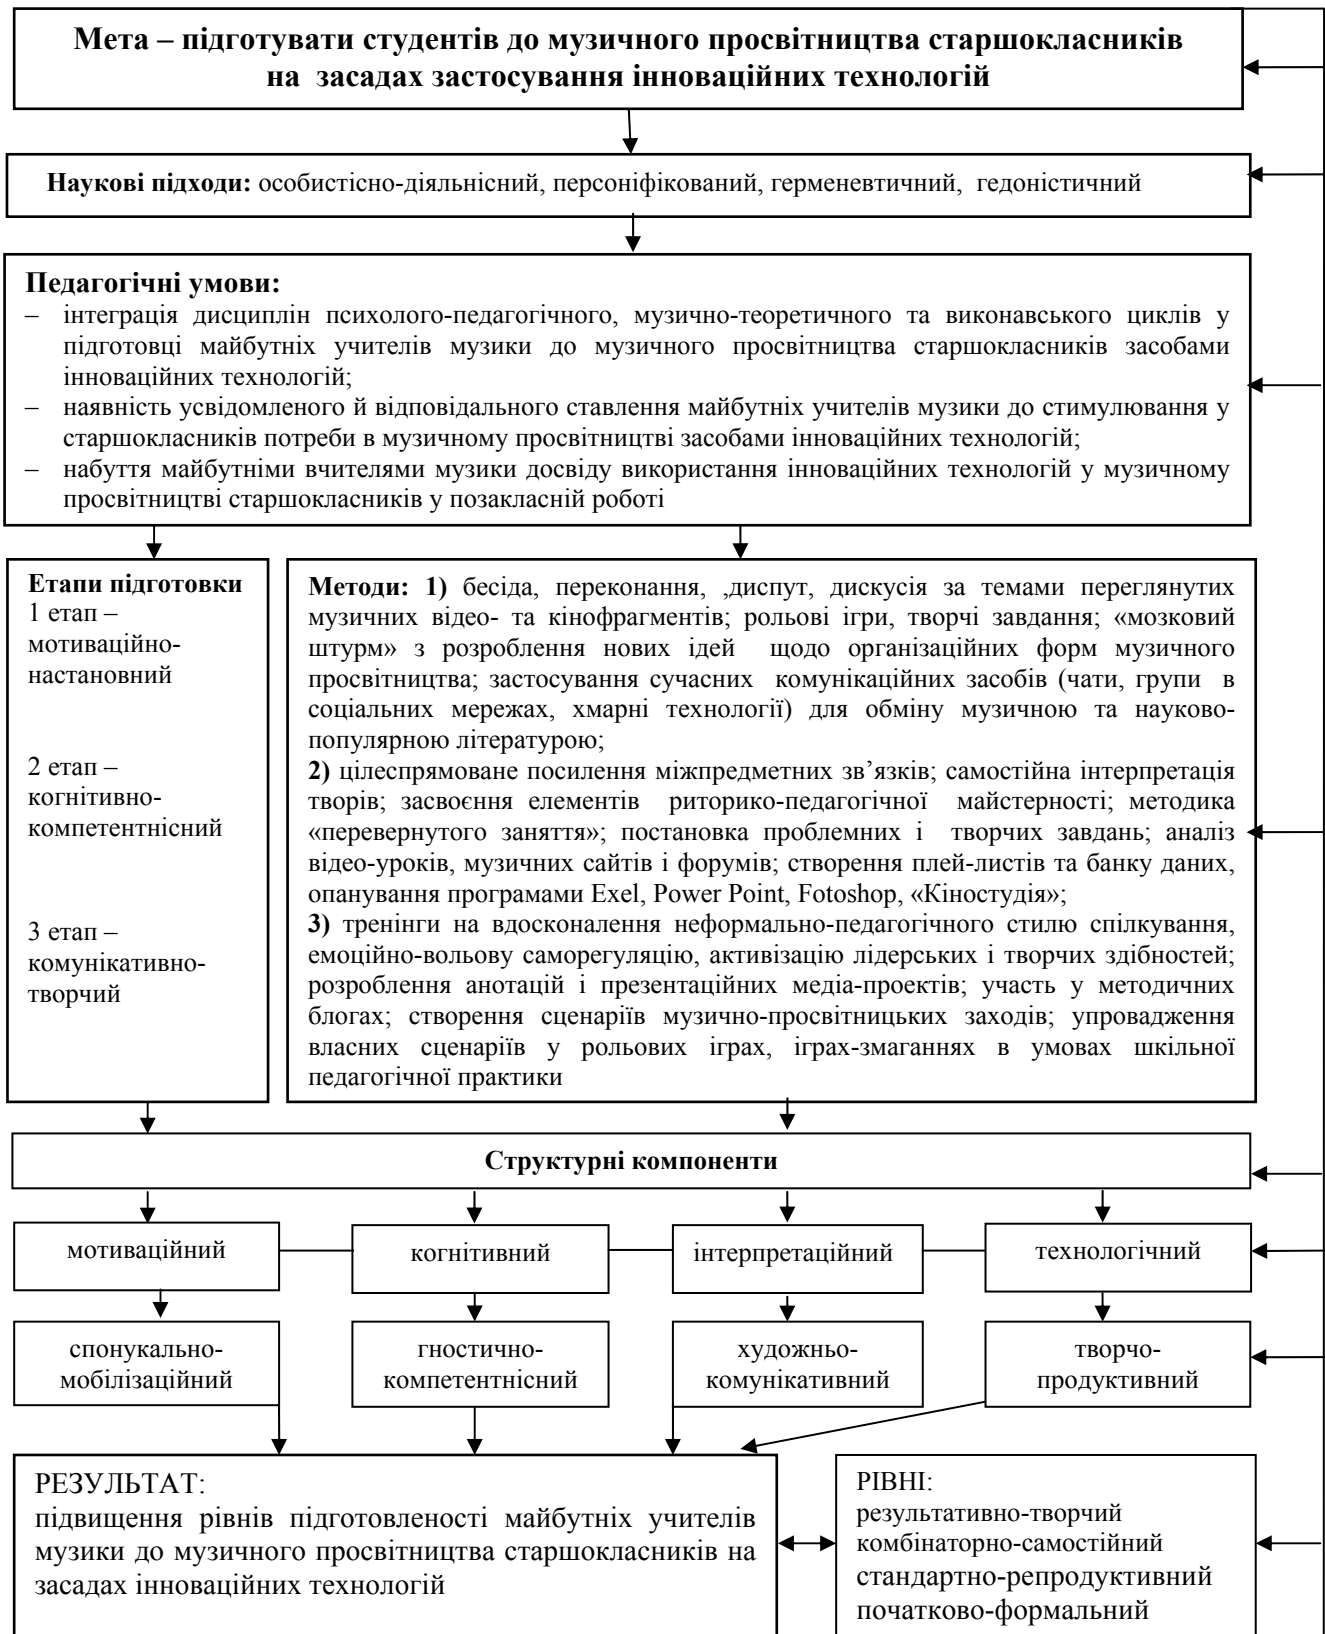 Мета – підготувати студентів до музичного просвітництва старшокласників
на засадах застосування інноваційних технологій
Наукові підходи: особистісно-діяльнісний, персоніфікований, герменевтичний, гедоністичний
Педагогічні умови:
– інтеграція дисциплін психолого-педагогічного, музично-теоретичного та виконавського циклів у
підготовці майбутніх учителів музики до музичного просвітництва старшокласників засобами
інноваційних технологій;
– наявність усвідомленого й відповідального ставлення майбутніх учителів музики до стимулювання у
старшокласників потреби в музичному просвітництві засобами інноваційних технологій;
– набуття майбутніми вчителями музики досвіду використання інноваційних технологій у музичному
просвітництві старшокласників у позакласній роботі
Етапи підготовки
1 етап –
мотиваційно-
настановний
2 етап –
когнітивно-
компетентнісний
3 етап –
комунікативно-
творчий
Методи: 1) бесіда, переконання, ,диспут, дискусія за темами переглянутих
музичних відео- та кінофрагментів; рольові ігри, творчі завдання; «мозковий
штурм» з розроблення нових ідей щодо організаційних форм музичного
просвітництва; застосування сучасних комунікаційних засобів (чати, групи в
соціальних мережах, хмарні технології) для обміну музичною та науково-
популярною літературою;
2) цілеспрямоване посилення міжпредметних зв’язків; самостійна інтерпретація
творів; засвоєння елементів риторико-педагогічної майстерності; методика
«перевернутого заняття»; постановка проблемних і творчих завдань; аналіз
відео-уроків, музичних сайтів і форумів; створення плей-листів та банку даних,
опанування програмами Exel, Power Point, Fotoshop, «Кіностудія»;
3) тренінги на вдосконалення неформально-педагогічного стилю спілкування,
емоційно-вольову саморегуляцію, активізацію лідерських і творчих здібностей;
розроблення анотацій і презентаційних медіа-проектів; участь у методичних
блогах; створення сценаріїв музично-просвітницьких заходів; упровадження
власних сценаріїв у рольових іграх, іграх-змаганнях в умовах шкільної
педагогічної практики
Структурні компоненти
мотиваційний
когнітивний
інтерпретаційний
технологічний
спонукально-
мобілізаційний
гностично-
компетентнісний
художньо-
комунікативний
творчо-
продуктивний
РЕЗУЛЬТАТ:
підвищення рівнів підготовленості майбутніх учителів
музики до музичного просвітництва старшокласників на
засадах інноваційних технологій
РІВНІ:
результативно-творчий
комбінаторно-самостійний
стандартно-репродуктивний
початково-формальний